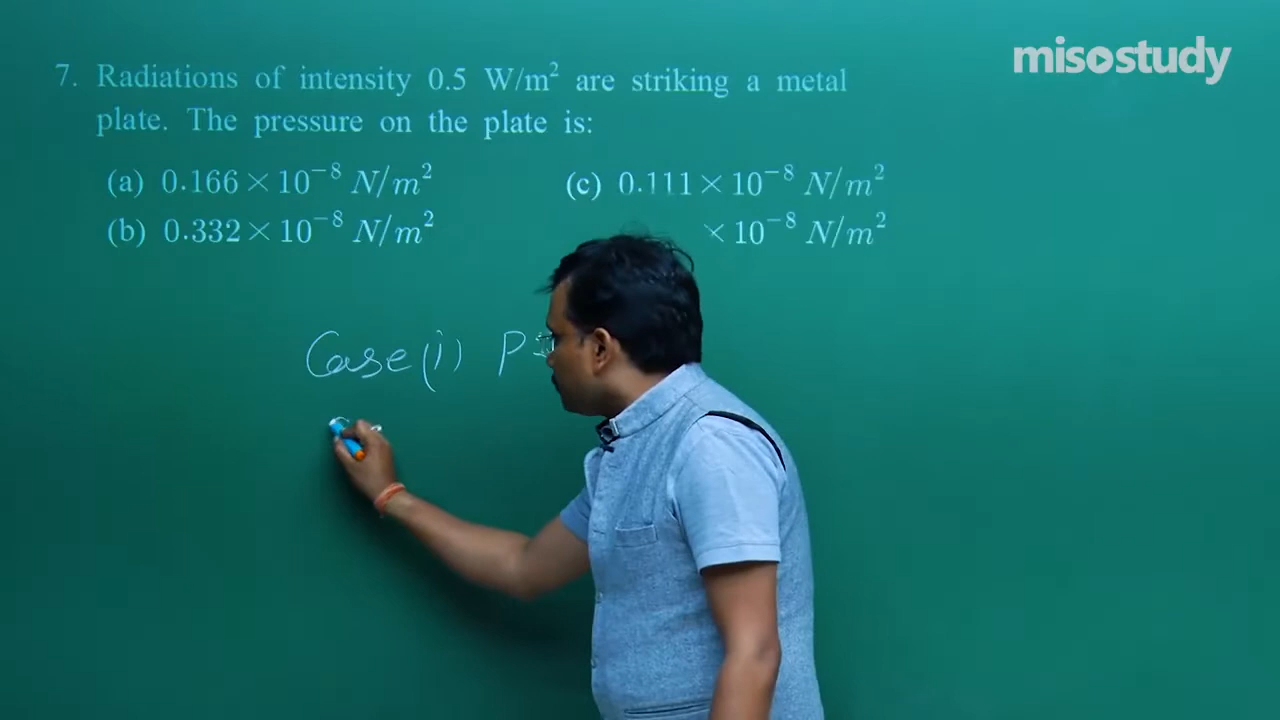 misostudy
7. Radiations of intensity 0.5 W/m² are striking a metal
plate. The pressure on the plate is:
(a) 0.166 × 10⁻⁸ N/m² (c) 0.111 × 10⁻⁸ N/m²
(b) 0.332 × 10⁻⁸ N/m² × 10⁻⁸ N/m²
Case (i) P =